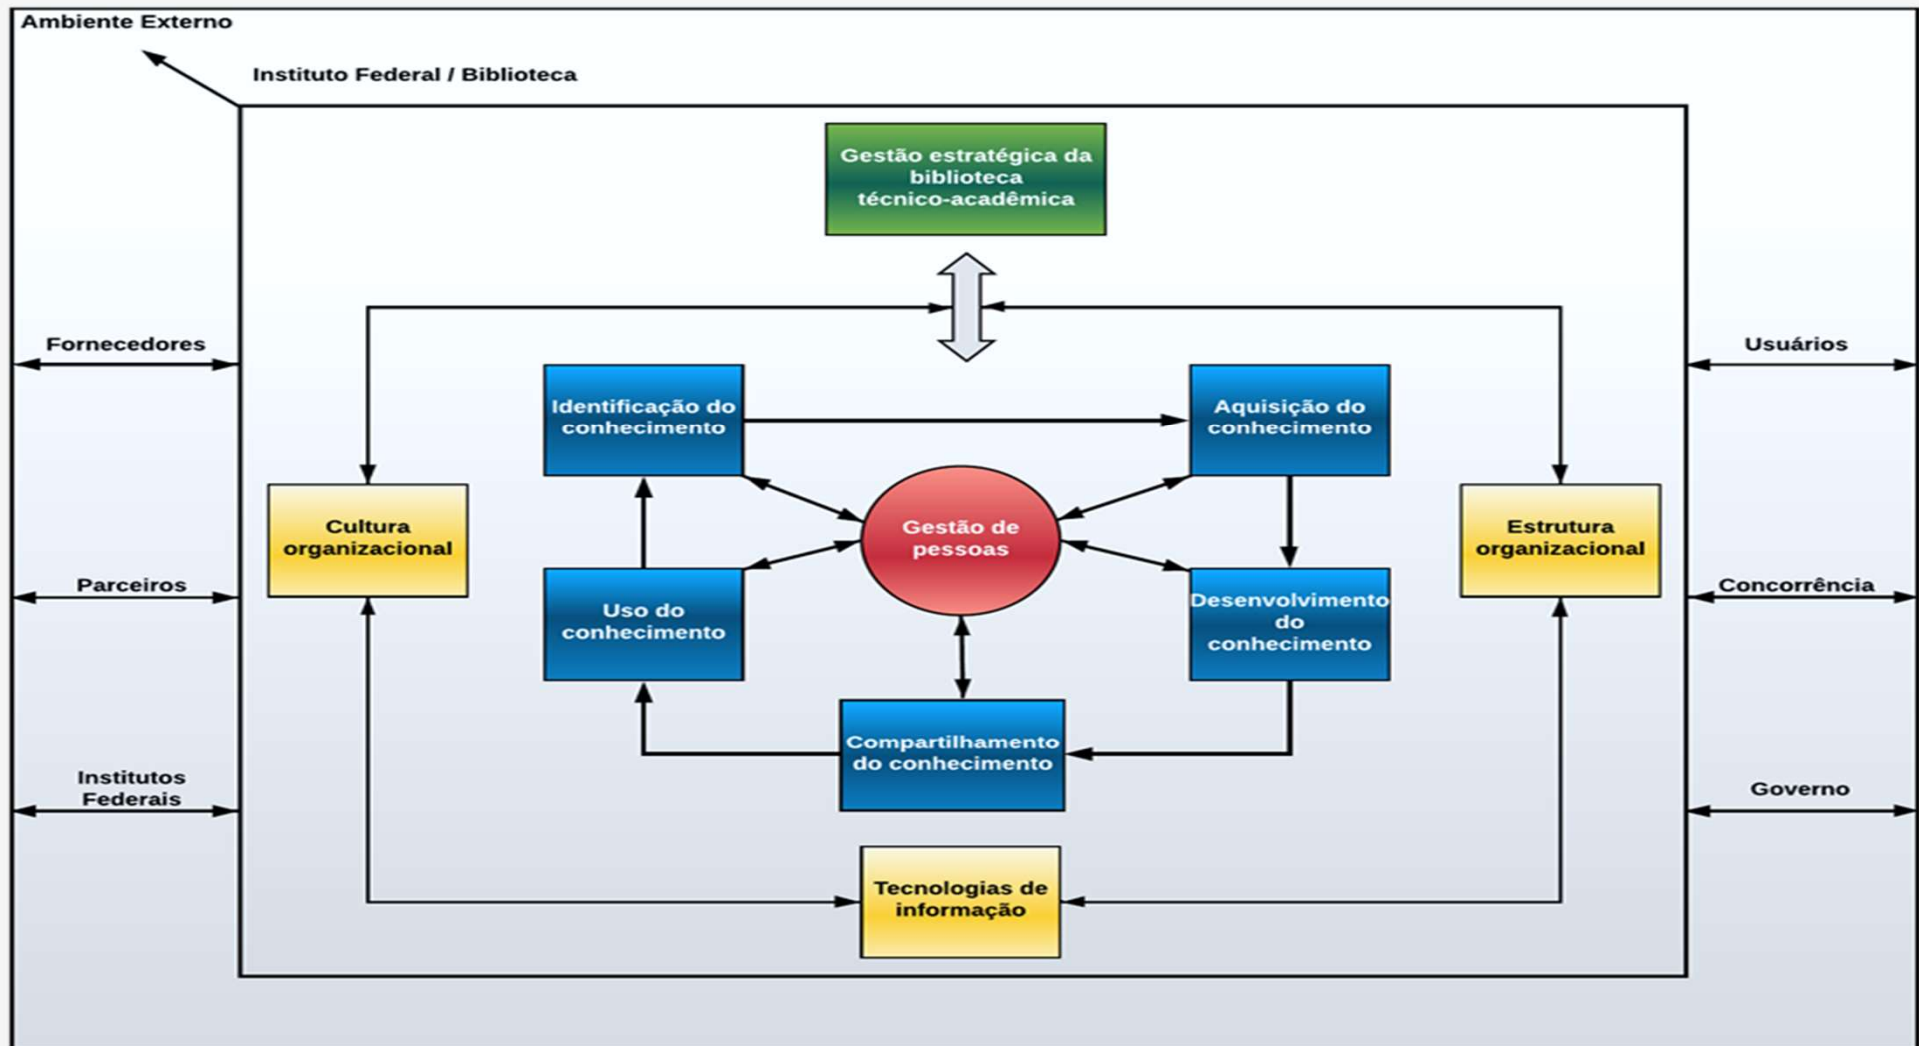 Ambiente Externo
Instituto Federal / Biblioteca
Gestão estratégica da
biblioteca
técnico-acadêmica
Fornecedores
Usuários
Identificação do
conhecimento
Aquisição do
conhecimento
Cultura
organizacional
Gestão de
pessoas
Estrutura
organizacional
Parceiros
Concorrência
Uso do
conhecimento
Desenvolvimento
do
conhecimento
Compartilhamento
do conhecimento
Institutos
Federais
Governo
Tecnologias de
informação